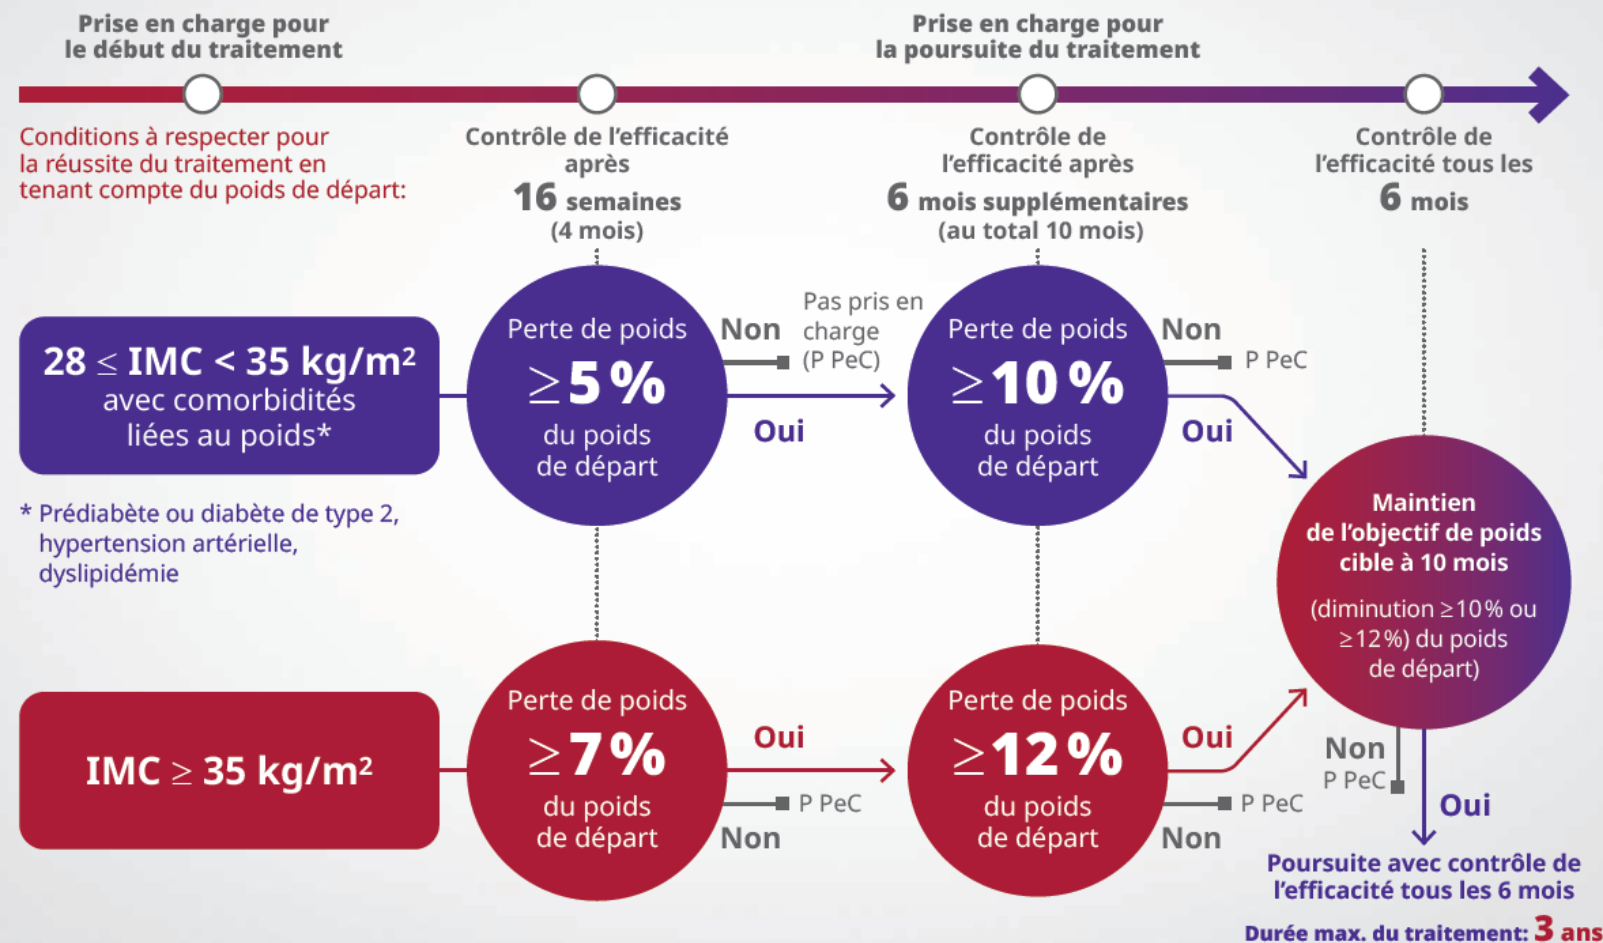 Prise en charge pour
le début du traitement
Prise en charge pour
la poursuite du traitement
Conditions à respecter pour
la réussite du traitement en
tenant compte du poids de départ:
Contrôle de l'efficacité
après
16 semaines
(4 mois)
Contrôle de
l'efficacité après
6 mois supplémentaires
(au total 10 mois)
Contrôle de
l'efficacité tous les
6 mois
28 ≤ IMC < 35 kg/m²
avec comorbidités
liées au poids*
* Prédiabète ou diabète de type 2,
hypertension artérielle,
dyslipidémie
Perte de poids
≥ 5 %
du poids
de départ
Non
Pas pris en
charge
(P PeC)
Oui
Perte de poids
≥ 10 %
du poids
de départ
Non
P PeC
Oui
Maintien
de l'objectif de poids
cible à 10 mois
(diminution ≥ 10 % ou
≥ 12 %) du poids
de départ)
IMC ≥ 35 kg/m²
Perte de poids
≥ 7 %
du poids
de départ
Oui
P PeC
Non
Perte de poids
≥ 12 %
du poids
de départ
Oui
P PeC
Non
Non
P PeC
Oui
Poursuite avec contrôle de
l'efficacité tous les 6 mois
Durée max. du traitement: 3 ans